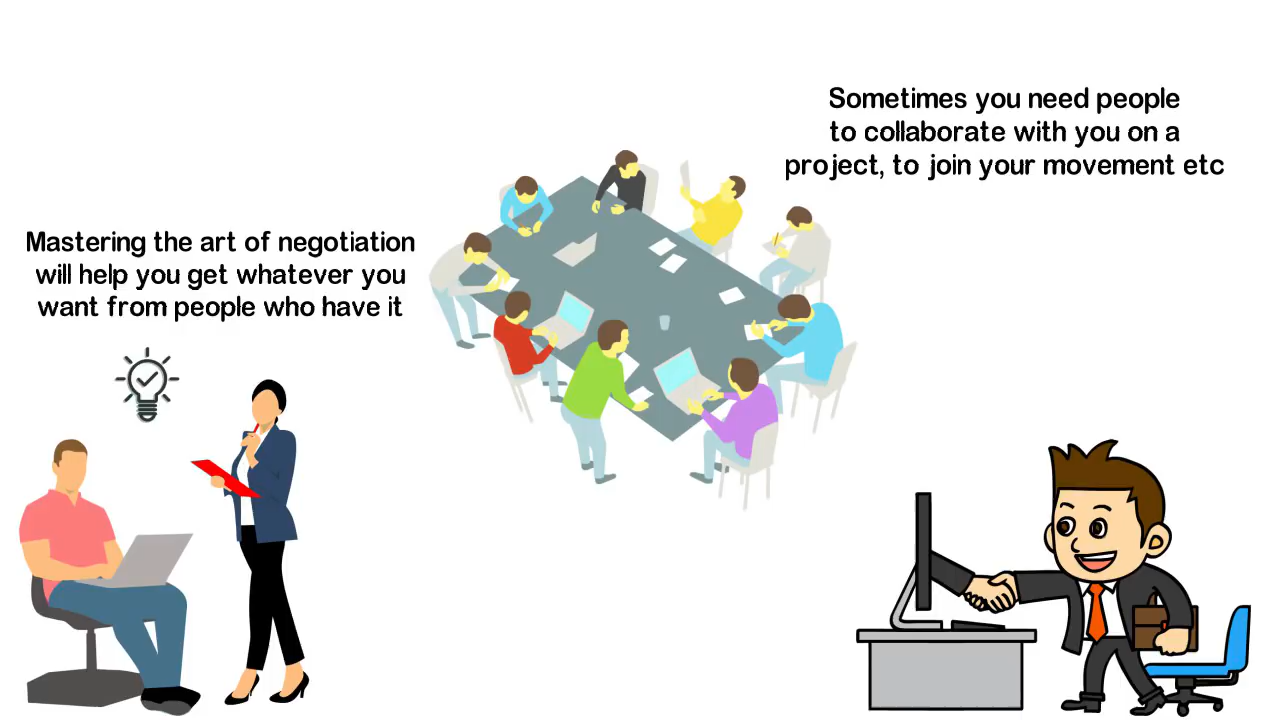 Mastering the art of negotiation
will help you get whatever you
want from people who have it
Sometimes you need people
to collaborate with you on a
project, to join your movement etc